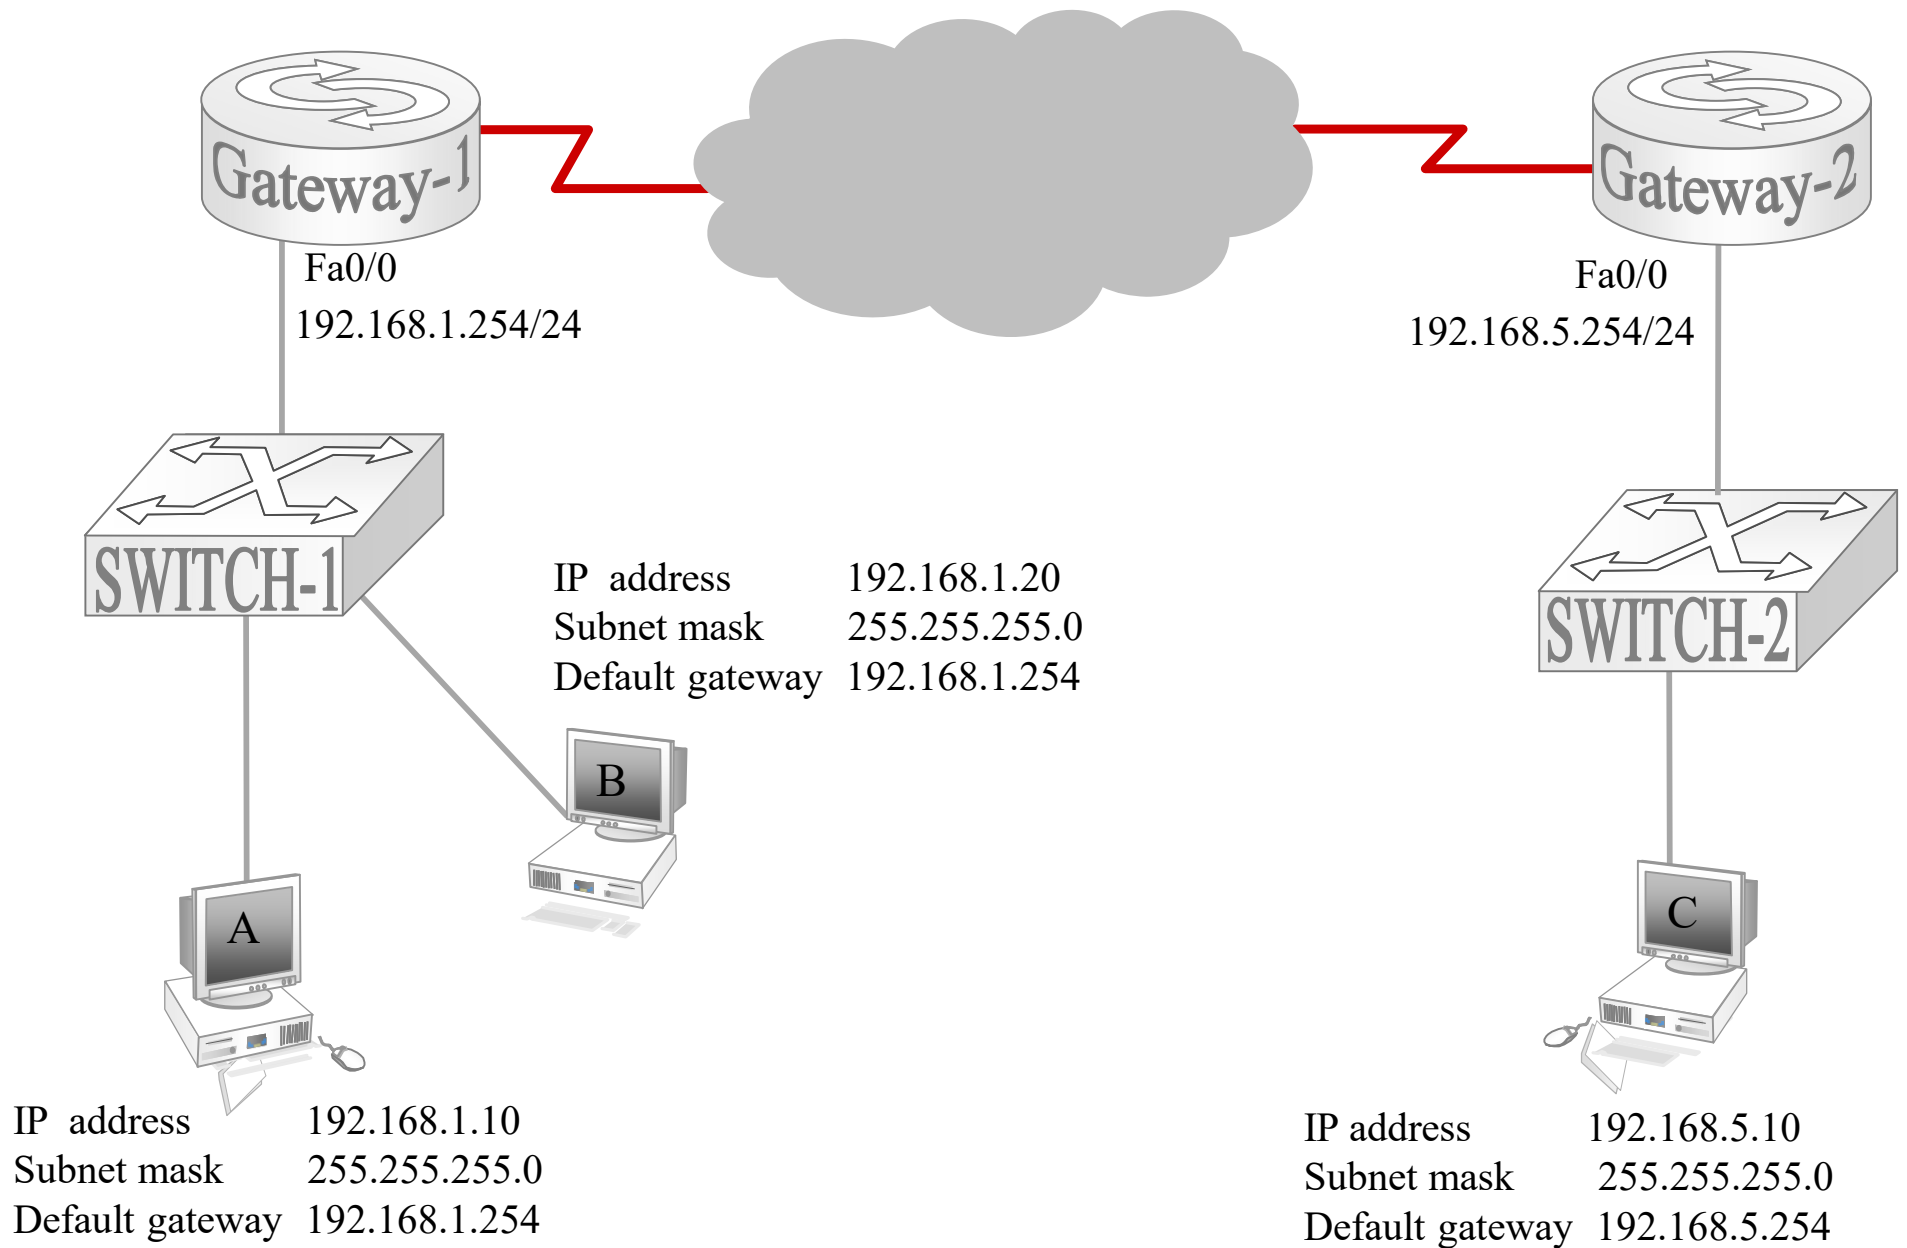 Gateway-1
Gateway-2
Fa0/0
192.168.1.254/24
Fa0/0
192.168.5.254/24
SWITCH-1
SWITCH-2
IP address 192.168.1.20
Subnet mask 255.255.255.0
Default gateway 192.168.1.254
B
A
C
IP address 192.168.1.10
Subnet mask 255.255.255.0
Default gateway 192.168.1.254
IP address 192.168.5.10
Subnet mask 255.255.255.0
Default gateway 192.168.5.254